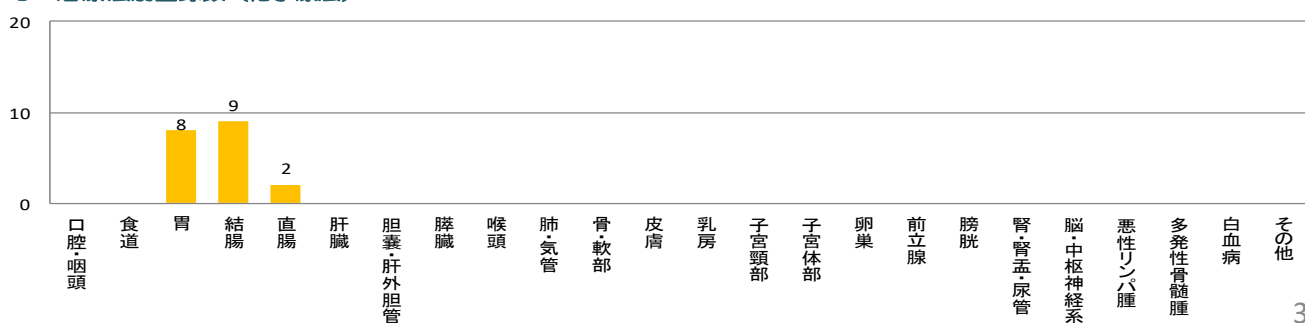 20
10
0
8
9
2
口腔・咽頭
食道
胃
結腸
直腸
肝臓
胆嚢・肝外胆管
膵臓
喉頭
肺・気管
骨・軟部
皮膚
乳房
子宮頸部
子宮体部
卵巣
前立腺
膀胱
腎・腎盂・尿管
脳・中枢神経系
悪性リンパ腫
多発性骨髄腫
白血病
その他
3